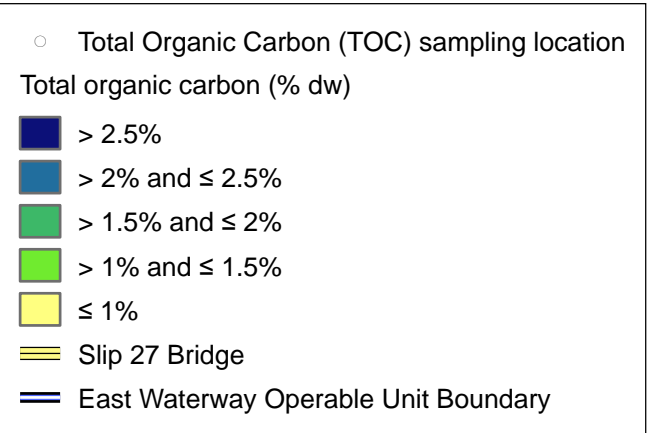 Total Organic Carbon (TOC) sampling location
Total organic carbon (% dw)
> 2.5%
> 2% and ≤ 2.5%
> 1.5% and ≤ 2%
> 1% and ≤ 1.5%
≤ 1%
Slip 27 Bridge
East Waterway Operable Unit Boundary